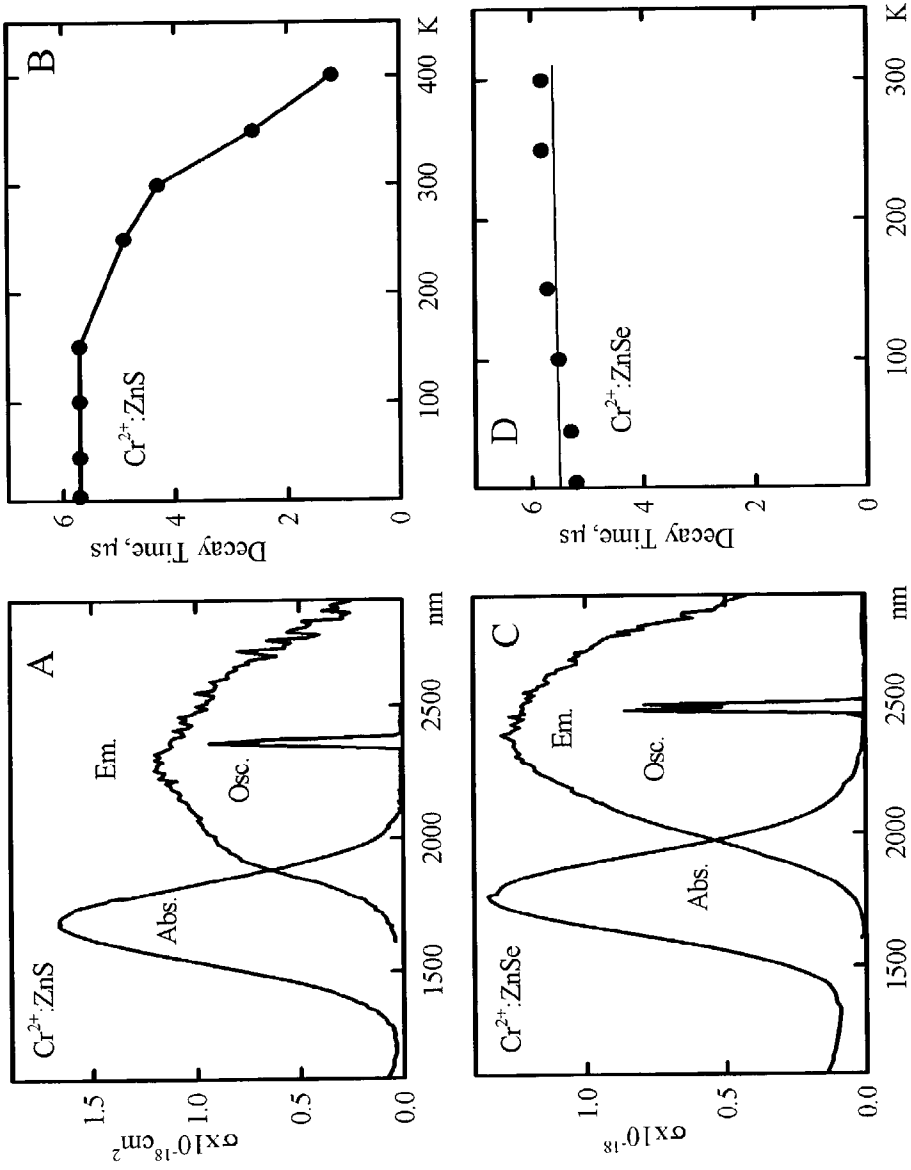 A
Cr²⁺:ZnS
Abs.
Em.
Osc.
σx10⁻¹⁸cm²
1.5
1.0
0.5
0.0
1500
2000
2500
nm
B
Cr²⁺:ZnS
Decay Time, μs
6
4
2
0
100
200
300
400
K
C
Cr²⁺:ZnSe
Abs.
Em.
Osc.
σx10⁻¹⁸
1.0
0.5
0.0
1500
2000
2500
nm
D
Cr²⁺:ZnSe
Decay Time, μs
6
4
2
0
100
200
300
K